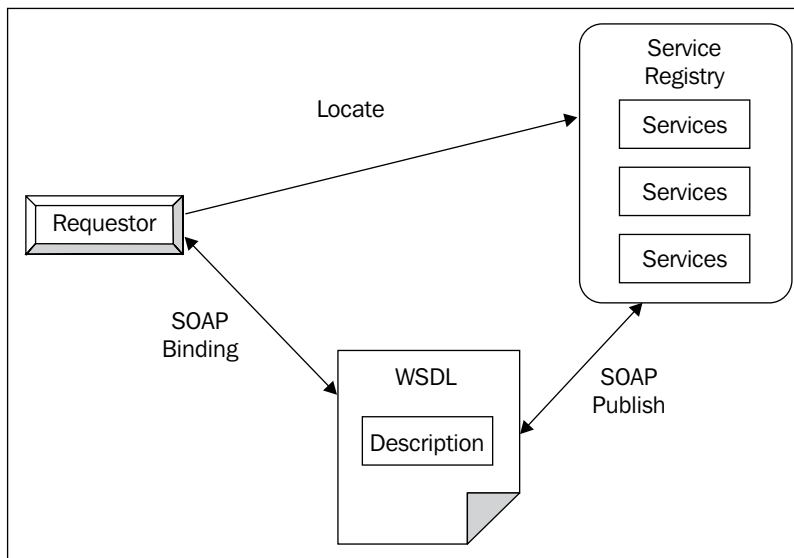 Service
Registry
Locate
Services
Services
Services
Requestor
SOAP
Binding
WSDL
Description
SOAP
Publish